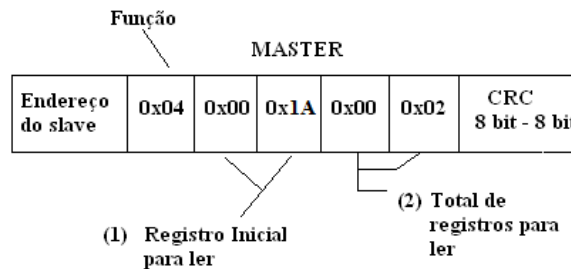 Função
MASTER
Endereço
do slave
0x04
0x00
0x1A
0x00
0x02
CRC
8 bit - 8 bit
(1) Registro Inicial
para ler
(2) Total de
registros para
ler